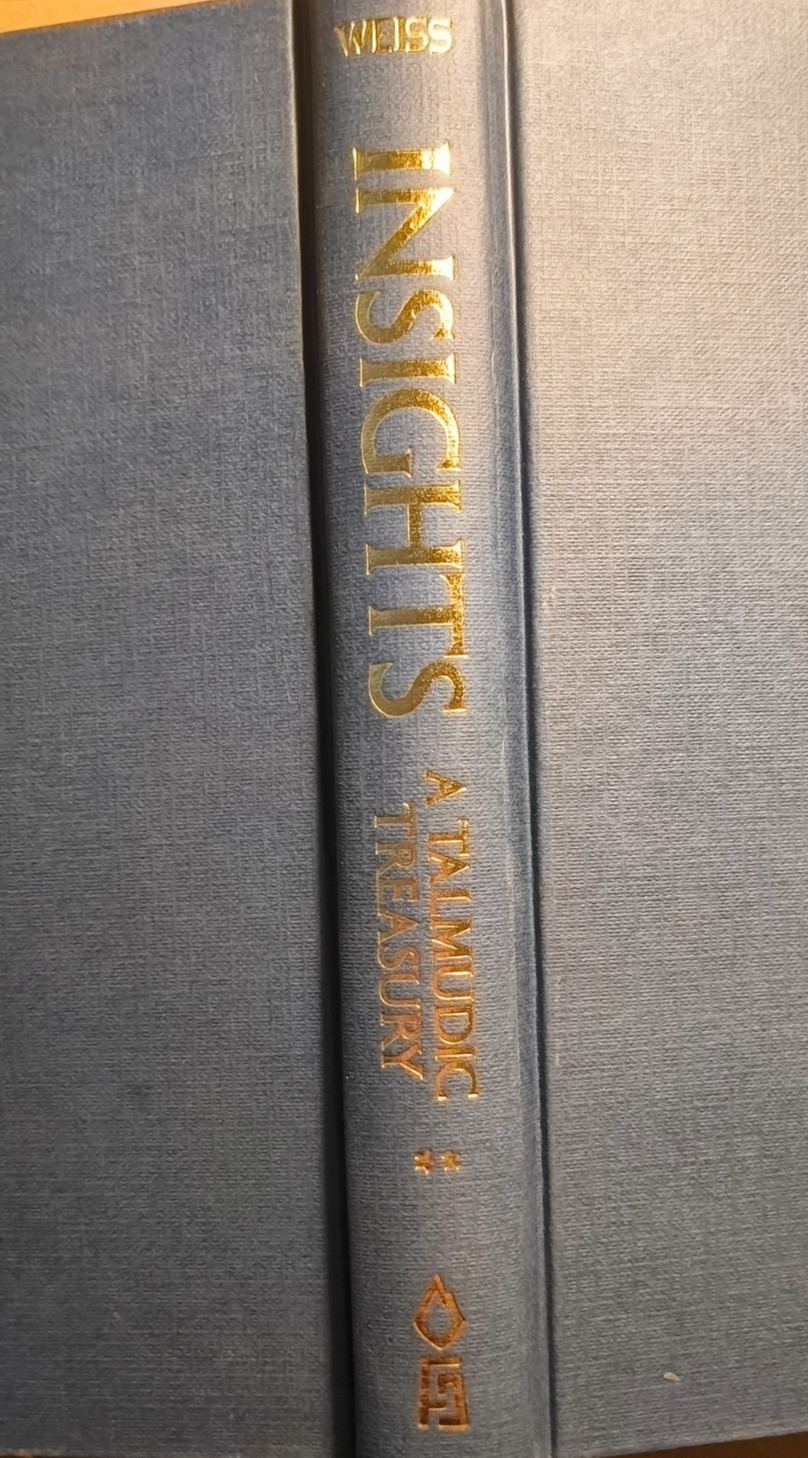 WEISS
INSIGHTS
A TALMUDIC
TREASURY
**